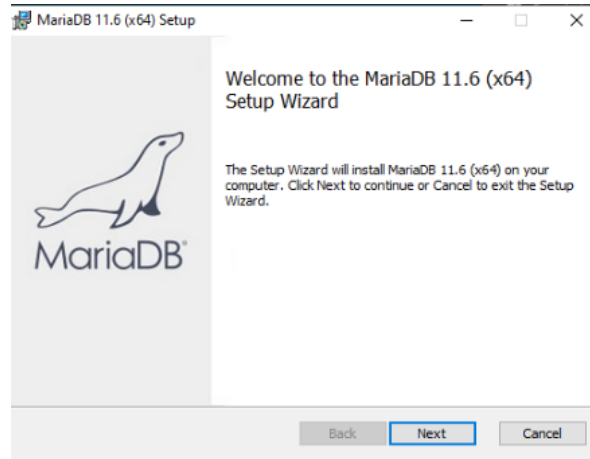 MariaDB 11.6 (x64) Setup
Welcome to the MariaDB 11.6 (x64)
Setup Wizard
The Setup Wizard will install MariaDB 11.6 (x64) on your
computer. Click Next to continue or Cancel to exit the Setup
Wizard.
MariaDB®
Back Next Cancel